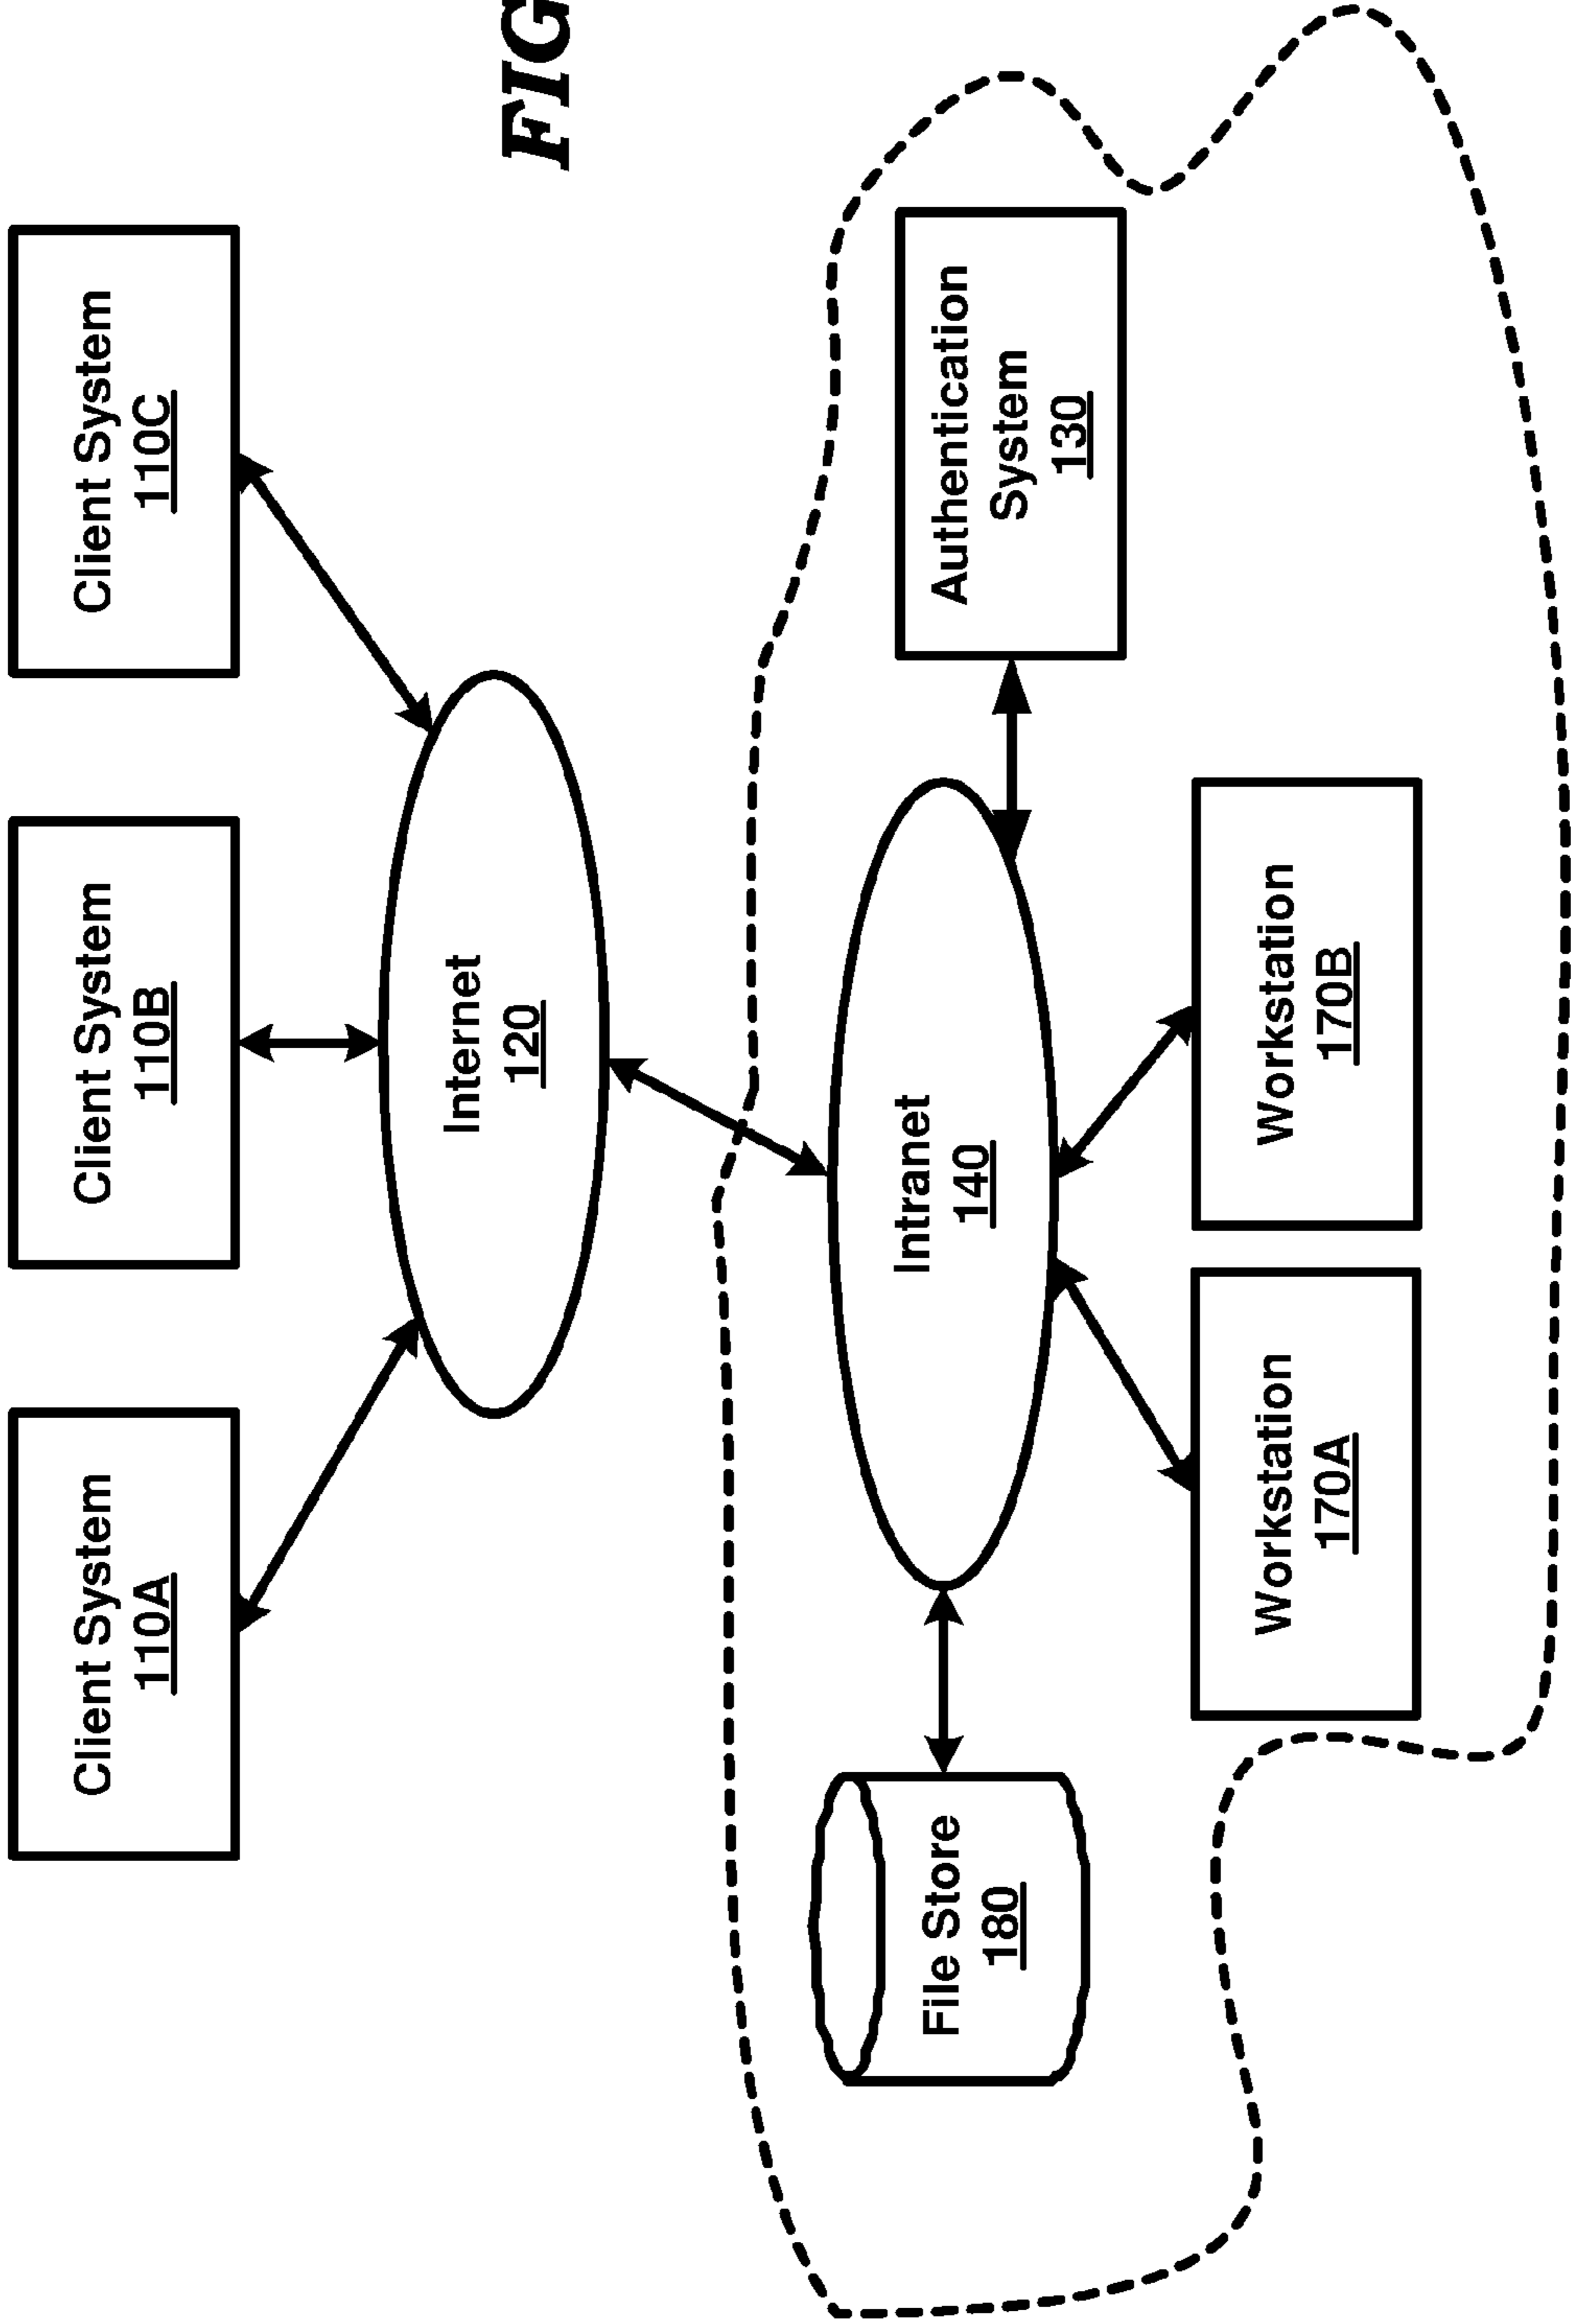 Client System
110A
Client System
110B
Client System
110C
Internet
120
FIG
File Store
180
Intranet
140
Authentication
System
130
Workstation
170A
Workstation
170B